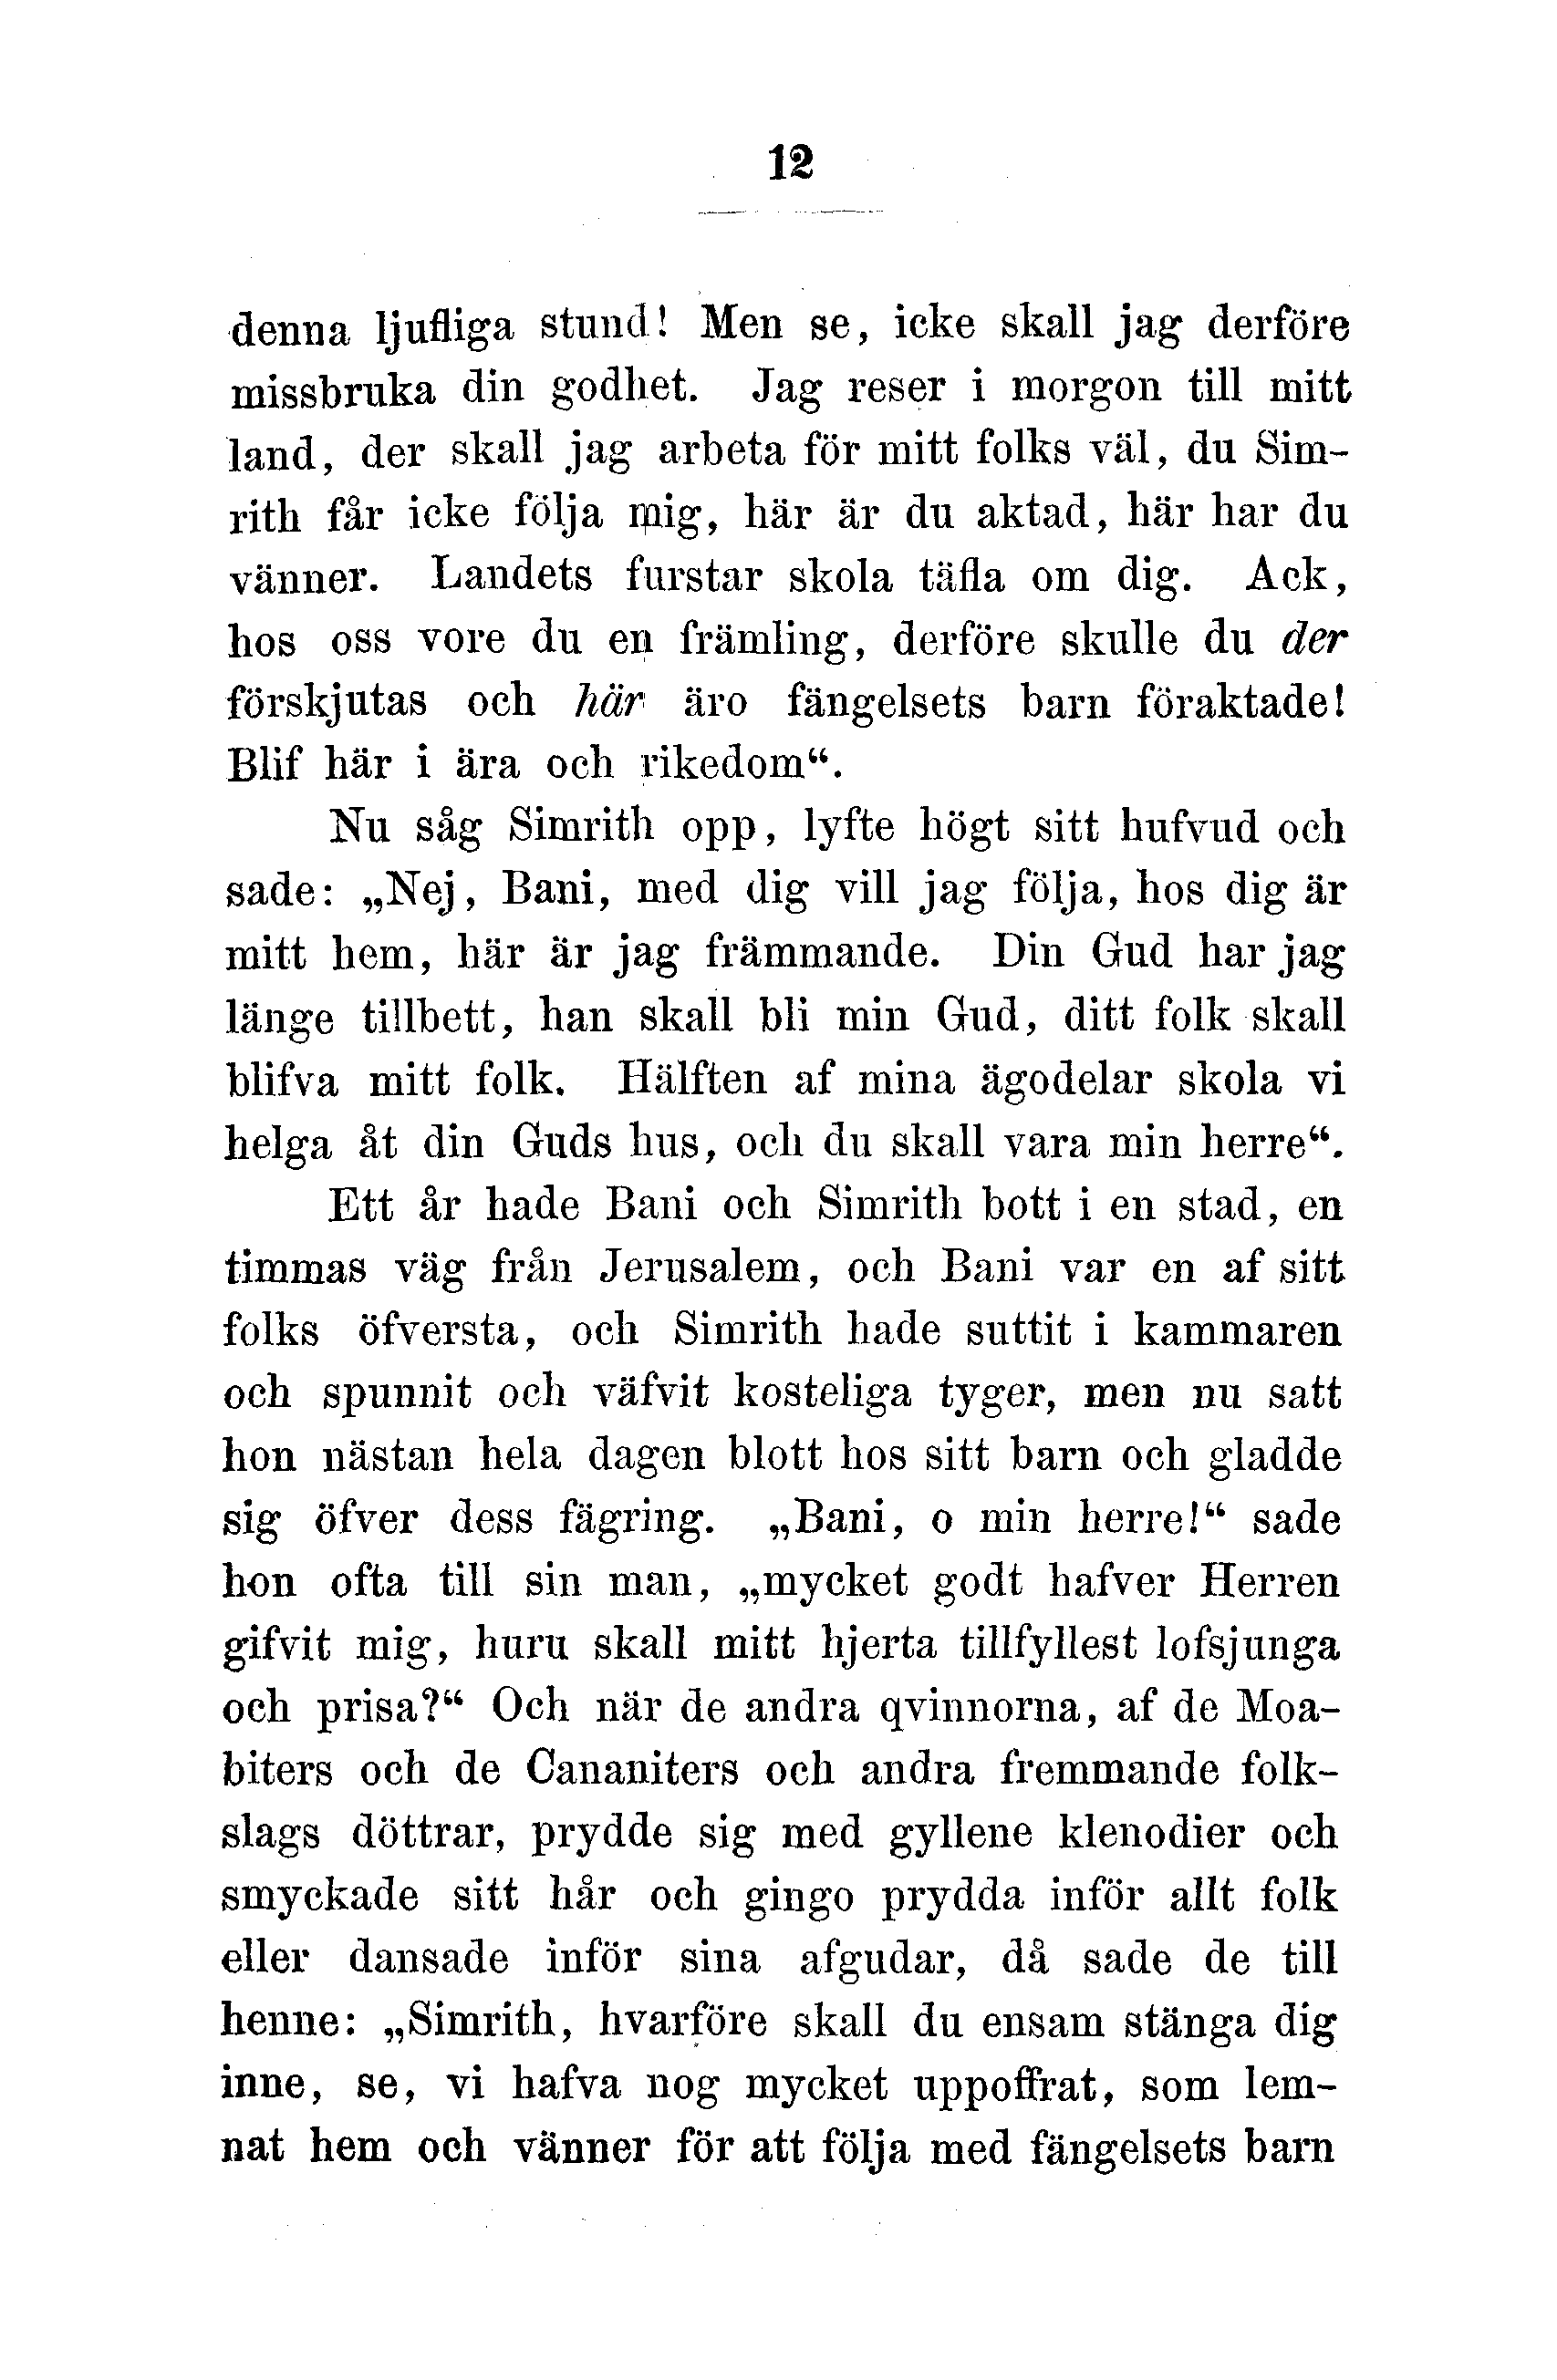 12
denna ljufliga stund! Men se, icke skall jag derföre
missbruka din godhet. Jag reser i morgon till mitt
land, der skall jag arbeta för mitt folks väl, du Sim-
rith får icke följa mig, här är du aktad, här har du
vänner. Landets furstar skola täfla om dig. Ack,
hos oss vore du en främling, derföre skulle du der
förskjutas och här äro fängelsets barn föraktade!
Blif här i ära och rikedom“.
Nu såg Simrith opp, lyfte högt sitt hufvud och
sade: „Nej, Bani, med dig vill jag följa, hos dig är
mitt hem, här är jag främmande. Din Gud har jag
länge tillbett, han skall bli min Gud, ditt folk skall
blifva mitt folk. Hälften af mina ägodelar skola vi
helga åt din Guds hus, och du skall vara min herre“.
Ett år hade Bani och Simrith bott i en stad, en
timmas väg från Jerusalem, och Bani var en af sitt
folks öfversta, och Simrith hade suttit i kammaren
och spunnit och väfvit kosteliga tyger, men nu satt
hon nästan hela dagen blott hos sitt barn och gladde
sig öfver dess fägring. „Bani, o min herre!“ sade
hon ofta till sin man, „mycket godt hafver Herren
gifvit mig, huru skall mitt hjerta tillfyllest lofsjunga
och prisa?“ Och när de andra qvinnorna, af de Moa-
biters och de Cananiters och andra fremmande folk-
slags döttrar, prydde sig med gyllene klenodier och
smyckade sitt hår och gingo prydda inför allt folk
eller dansade inför sina afgudar, då sade de till
henne: „Simrith, hvarföre skall du ensam stänga dig
inne, se, vi hafva nog mycket uppoffrat, som lem-
nat hem och vänner för att följa med fängelsets barn